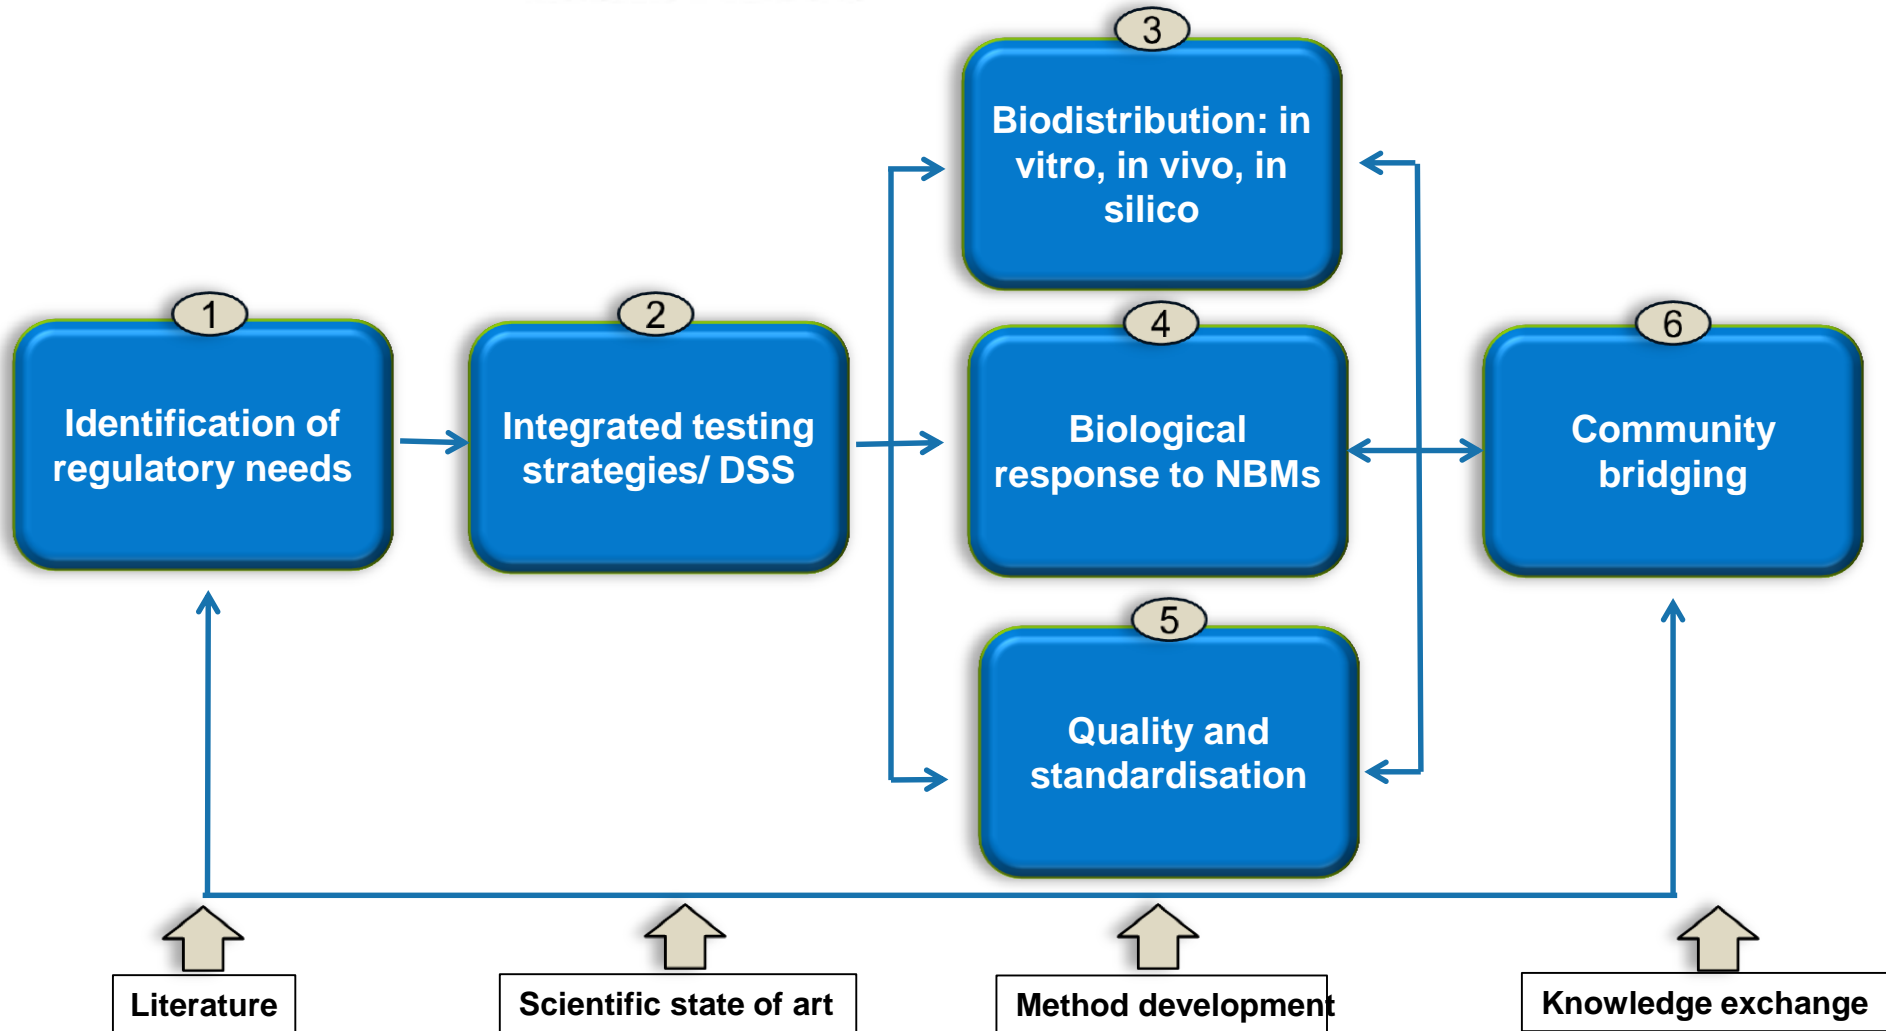 1
Identification of
regulatory needs
2
Integrated testing
strategies/ DSS
3
Biodistribution: in
vitro, in vivo, in
silico
4
Biological
response to NBMs
5
Quality and
standardisation
6
Community
bridging
Literature
Scientific state of art
Method development
Knowledge exchange